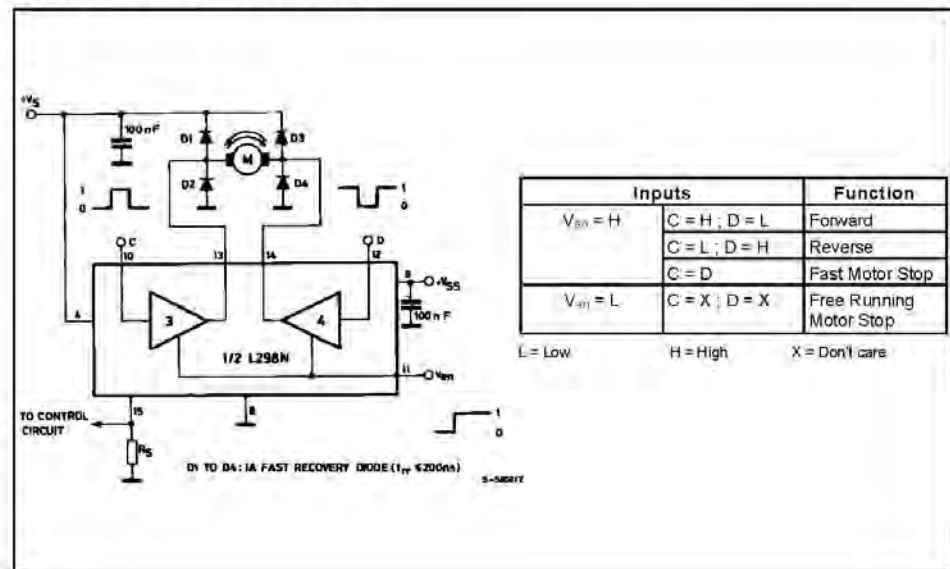 +Vs
100nF
D1
D3
M
D2
D4
1
0
1
0
C
D
10
13
14
12
9
+VSS
100nF
4
3
4
1/2 L298N
11
Ven
15
8
1
0
TO CONTROL
CIRCUIT
RS
D1 TO D4 : 1A FAST RECOVERY DIODE (trr ≤200ns)
Inputs Function
Ven = H C = H ; D = L Forward
C = L ; D = H Reverse
C = D Fast Motor Stop
Ven = L C = X ; D = X Free Running
Motor Stop
L = Low H = High X = Don't care